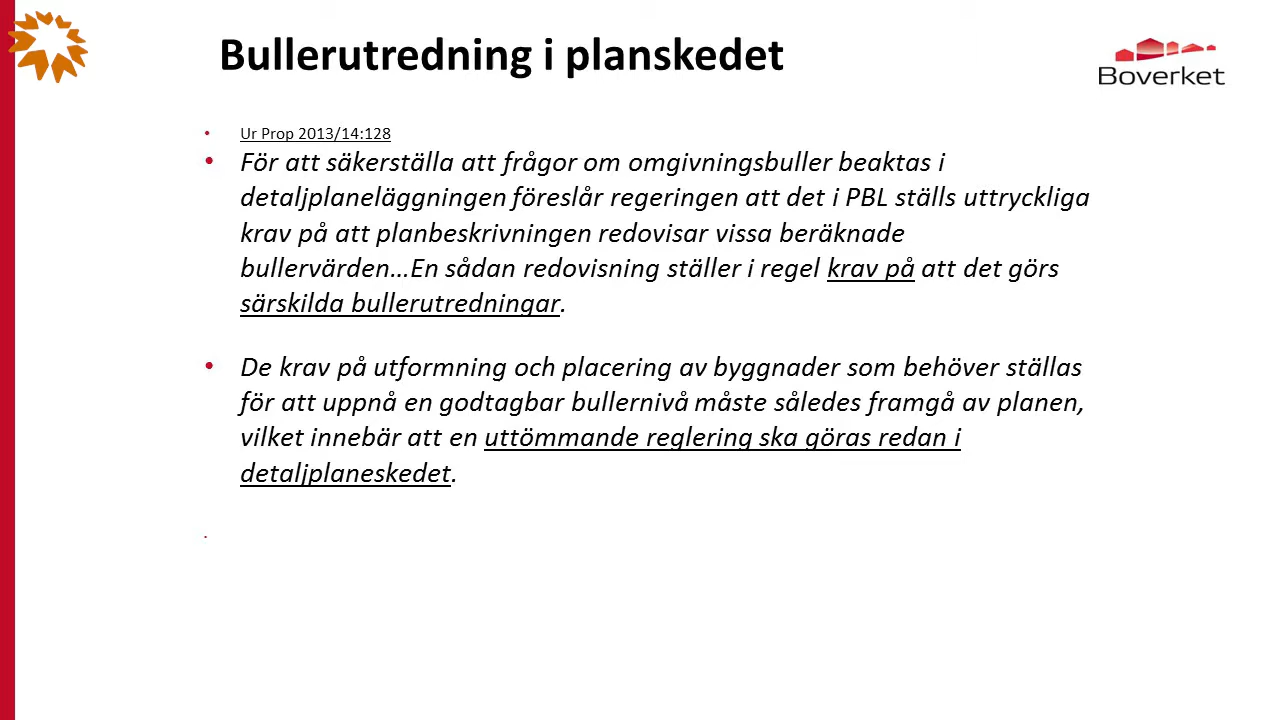 Bullerutredning i planskedet
Boverket
• Ur Prop 2013/14:128
• För att säkerställa att frågor om omgivningsbuller beaktas i
detaljplaneläggningen föreslår regeringen att det i PBL ställs uttryckliga
krav på att planbeskrivningen redovisar vissa beräknade
bullervärden…En sådan redovisning ställer i regel krav på att det görs
särskilda bullerutredningar.
• De krav på utformning och placering av byggnader som behöver ställas
för att uppnå en godtagbar bullernivå måste således framgå av planen,
vilket innebär att en uttömmande reglering ska göras redan i
detaljplaneskedet.